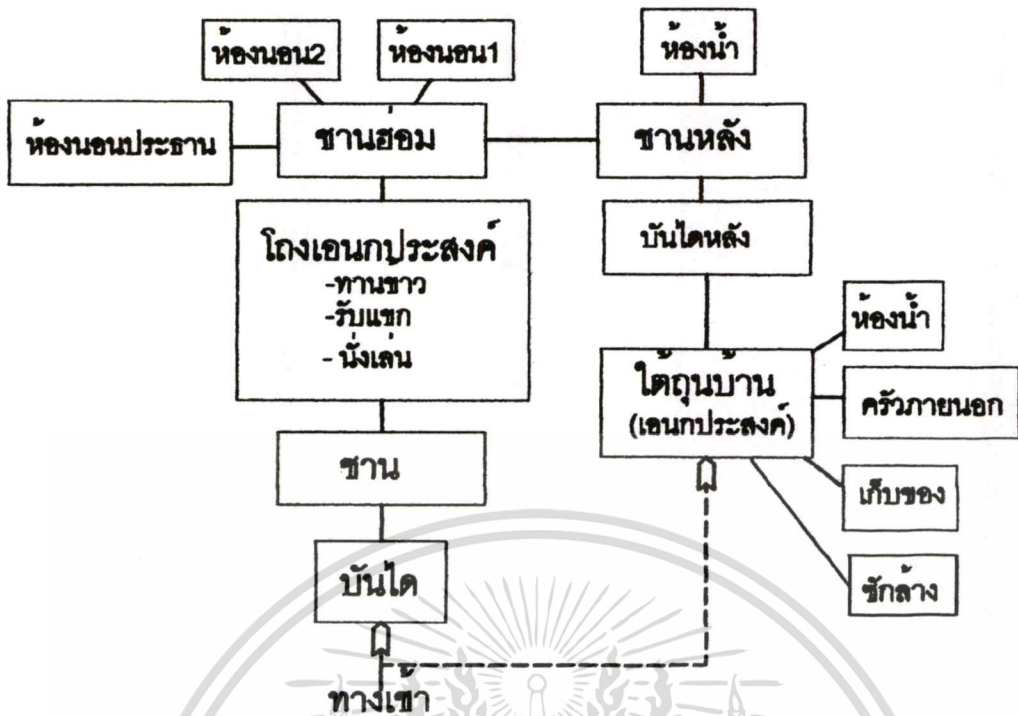 ห้องนอน2
ห้องนอน1
ห้องน้ำ
ห้องนอนประธาน
ชานฮ่อม
ชานหลัง
โถงเอนกประสงค์
-ทานข้าว
-รับแขก
- นั่งเล่น
บันไดหลัง
ห้องน้ำ
ใต้ถุนบ้าน
(เอนกประสงค์)
ครัวภายนอก
ชาน
เก็บของ
บันได
ซักล้าง
ทางเข้า